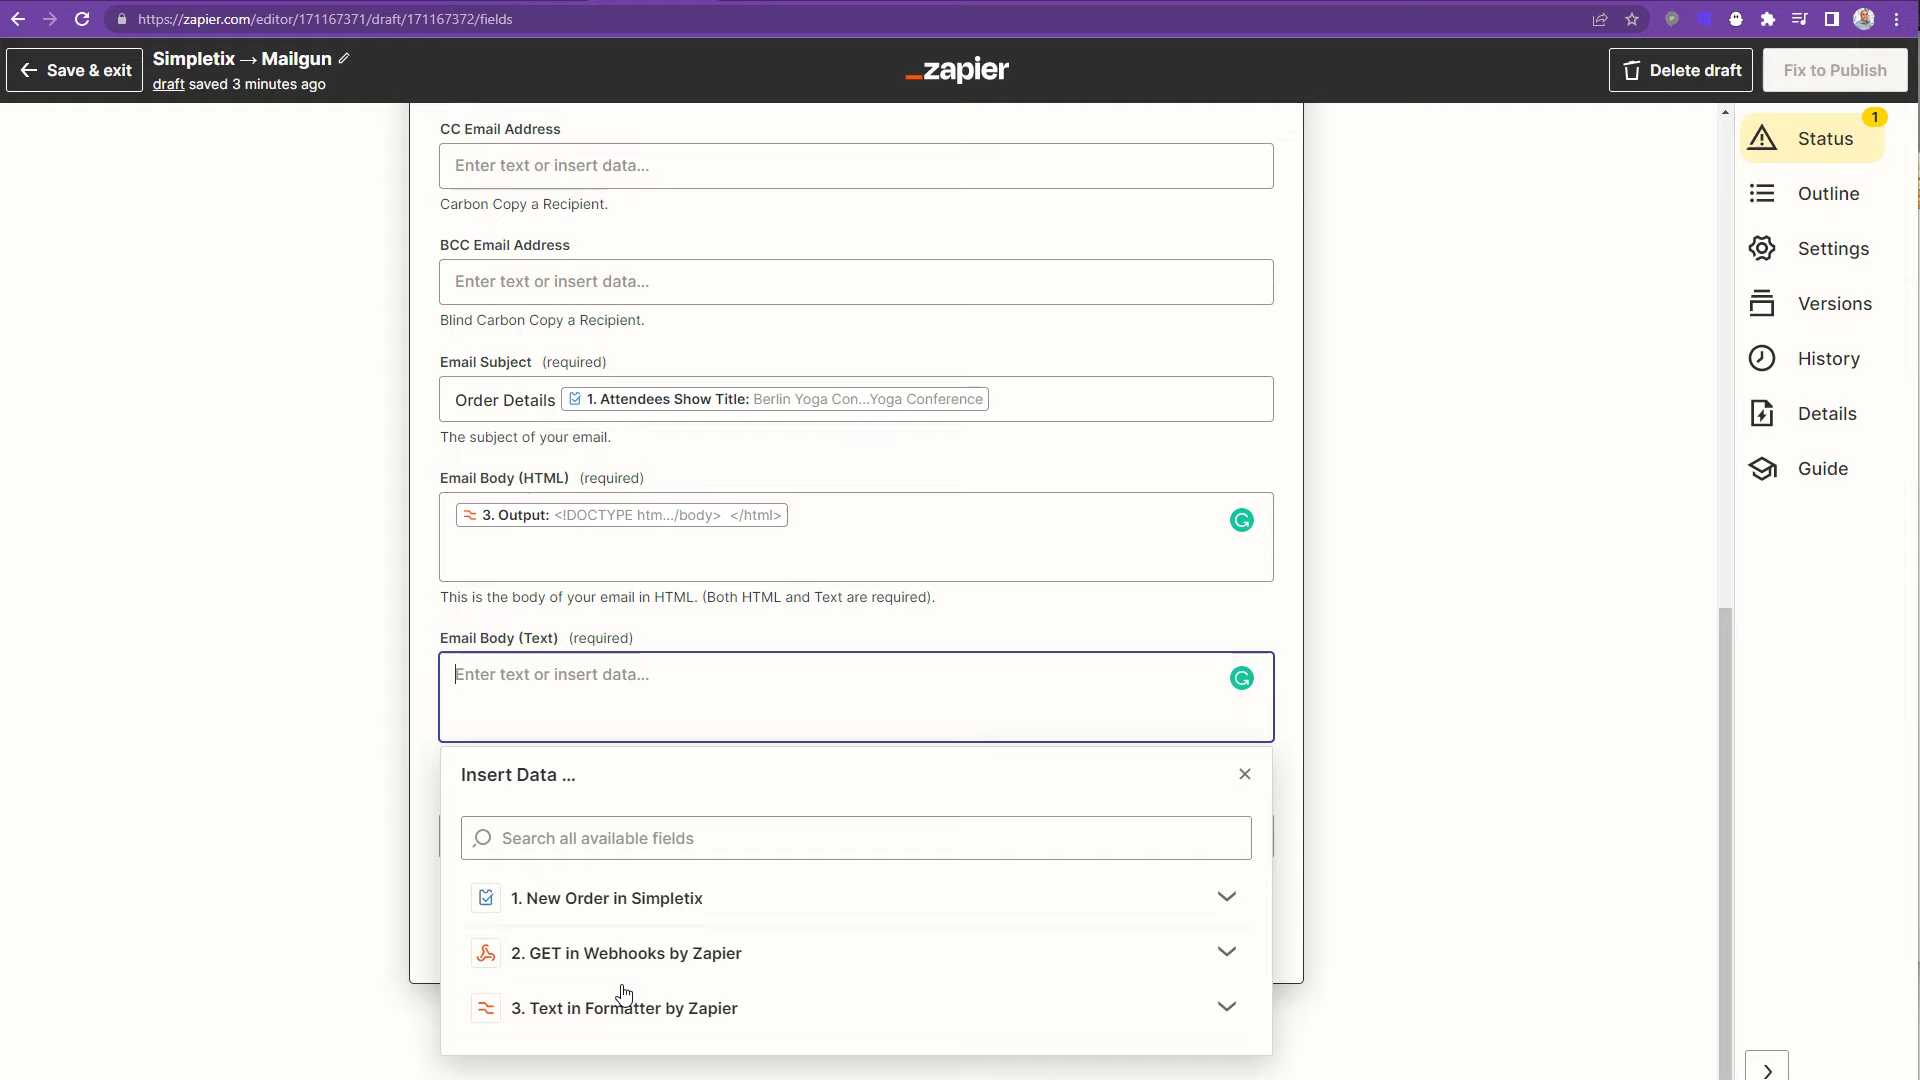 https://zapier.com/editor/171167371/draft/171167372/fields
Save & exit
Simpletix → Mailgun
draft saved 3 minutes ago
_zapier
Delete draft
Fix to Publish
CC Email Address
Enter text or insert data...
Carbon Copy a Recipient.
BCC Email Address
Enter text or insert data...
Blind Carbon Copy a Recipient.
Email Subject (required)
Order Details 1. Attendees Show Title: Berlin Yoga Con...Yoga Conference
The subject of your email.
Email Body (HTML) (required)
3. Output: <!DOCTYPE htm.../body> </html>
This is the body of your email in HTML. (Both HTML and Text are required).
Email Body (Text) (required)
Enter text or insert data...
Insert Data ...
Search all available fields
1. New Order in Simpletix
2. GET in Webhooks by Zapier
3. Text in Formatter by Zapier
1
Status
Outline
Settings
Versions
History
Details
Guide